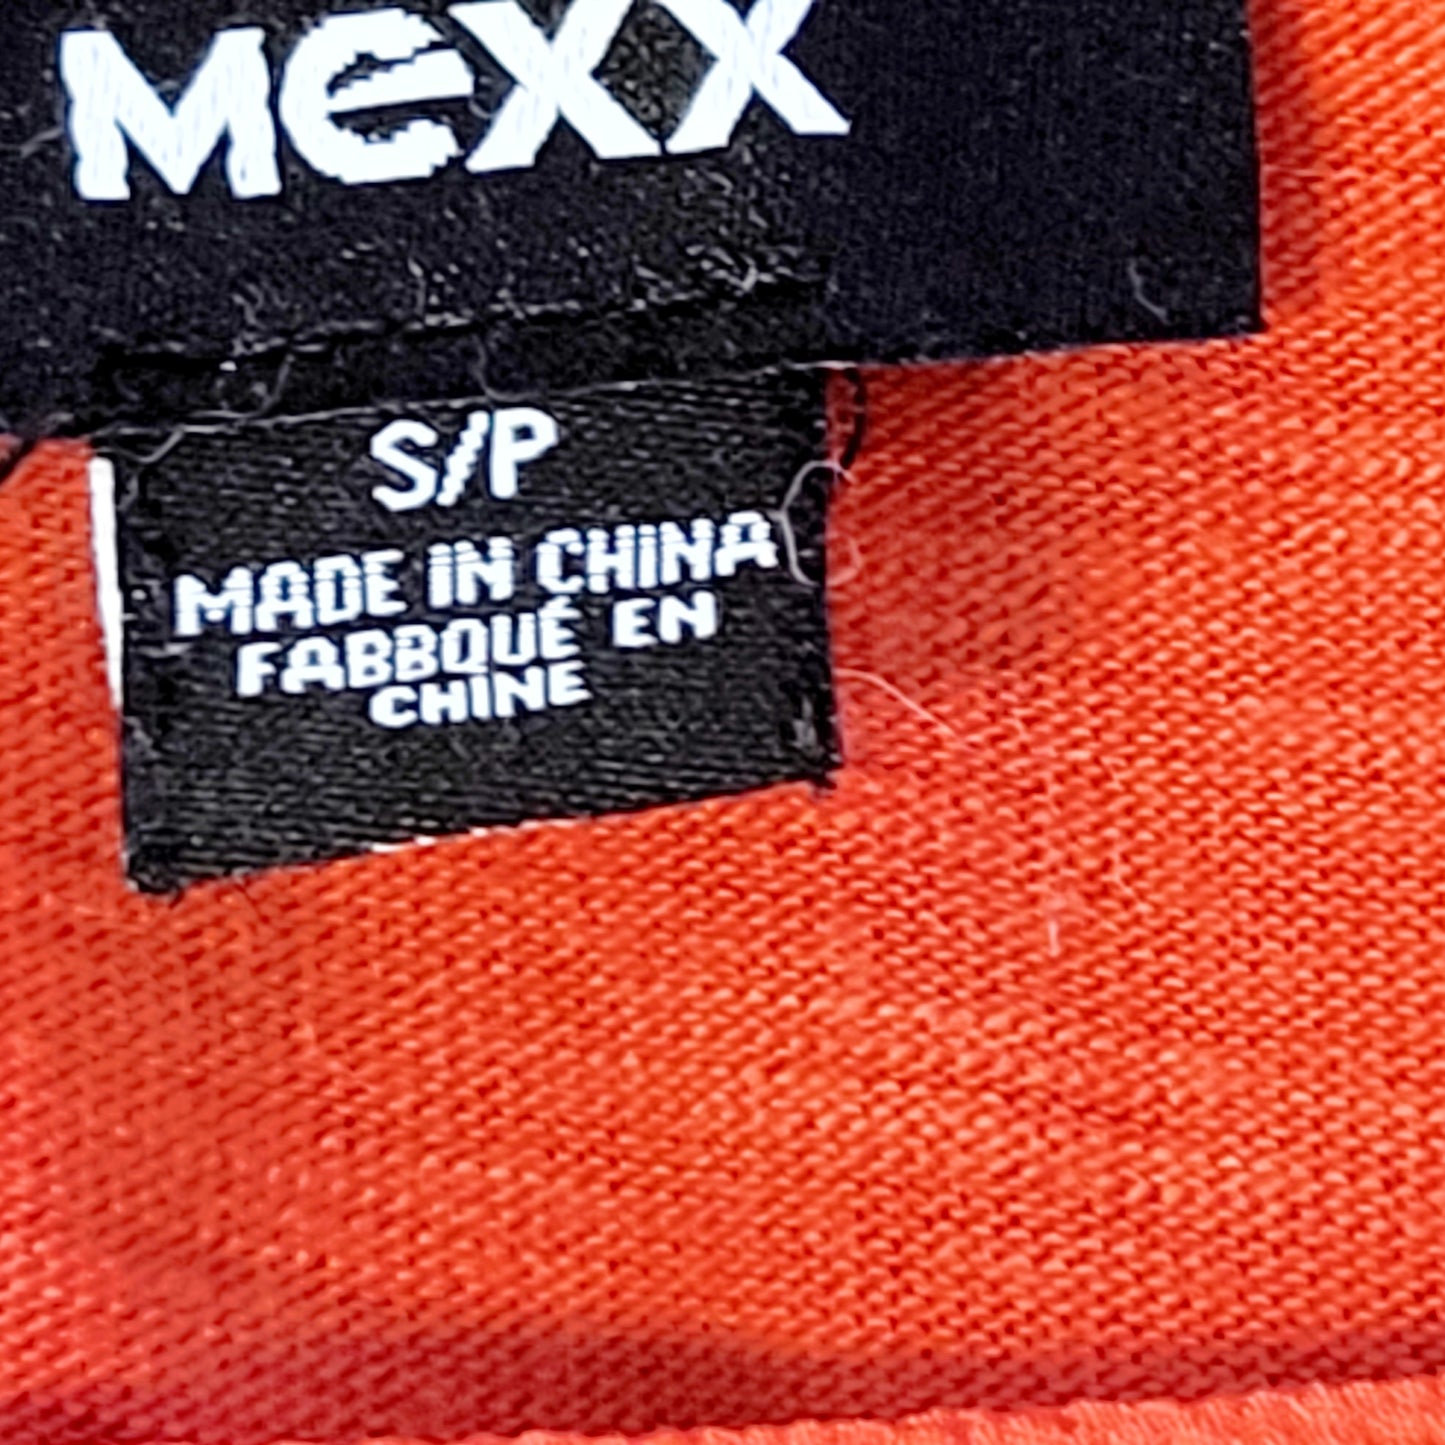 mexx
S/P
MADE IN CHINA
FABBQUÉ EN
CHINE